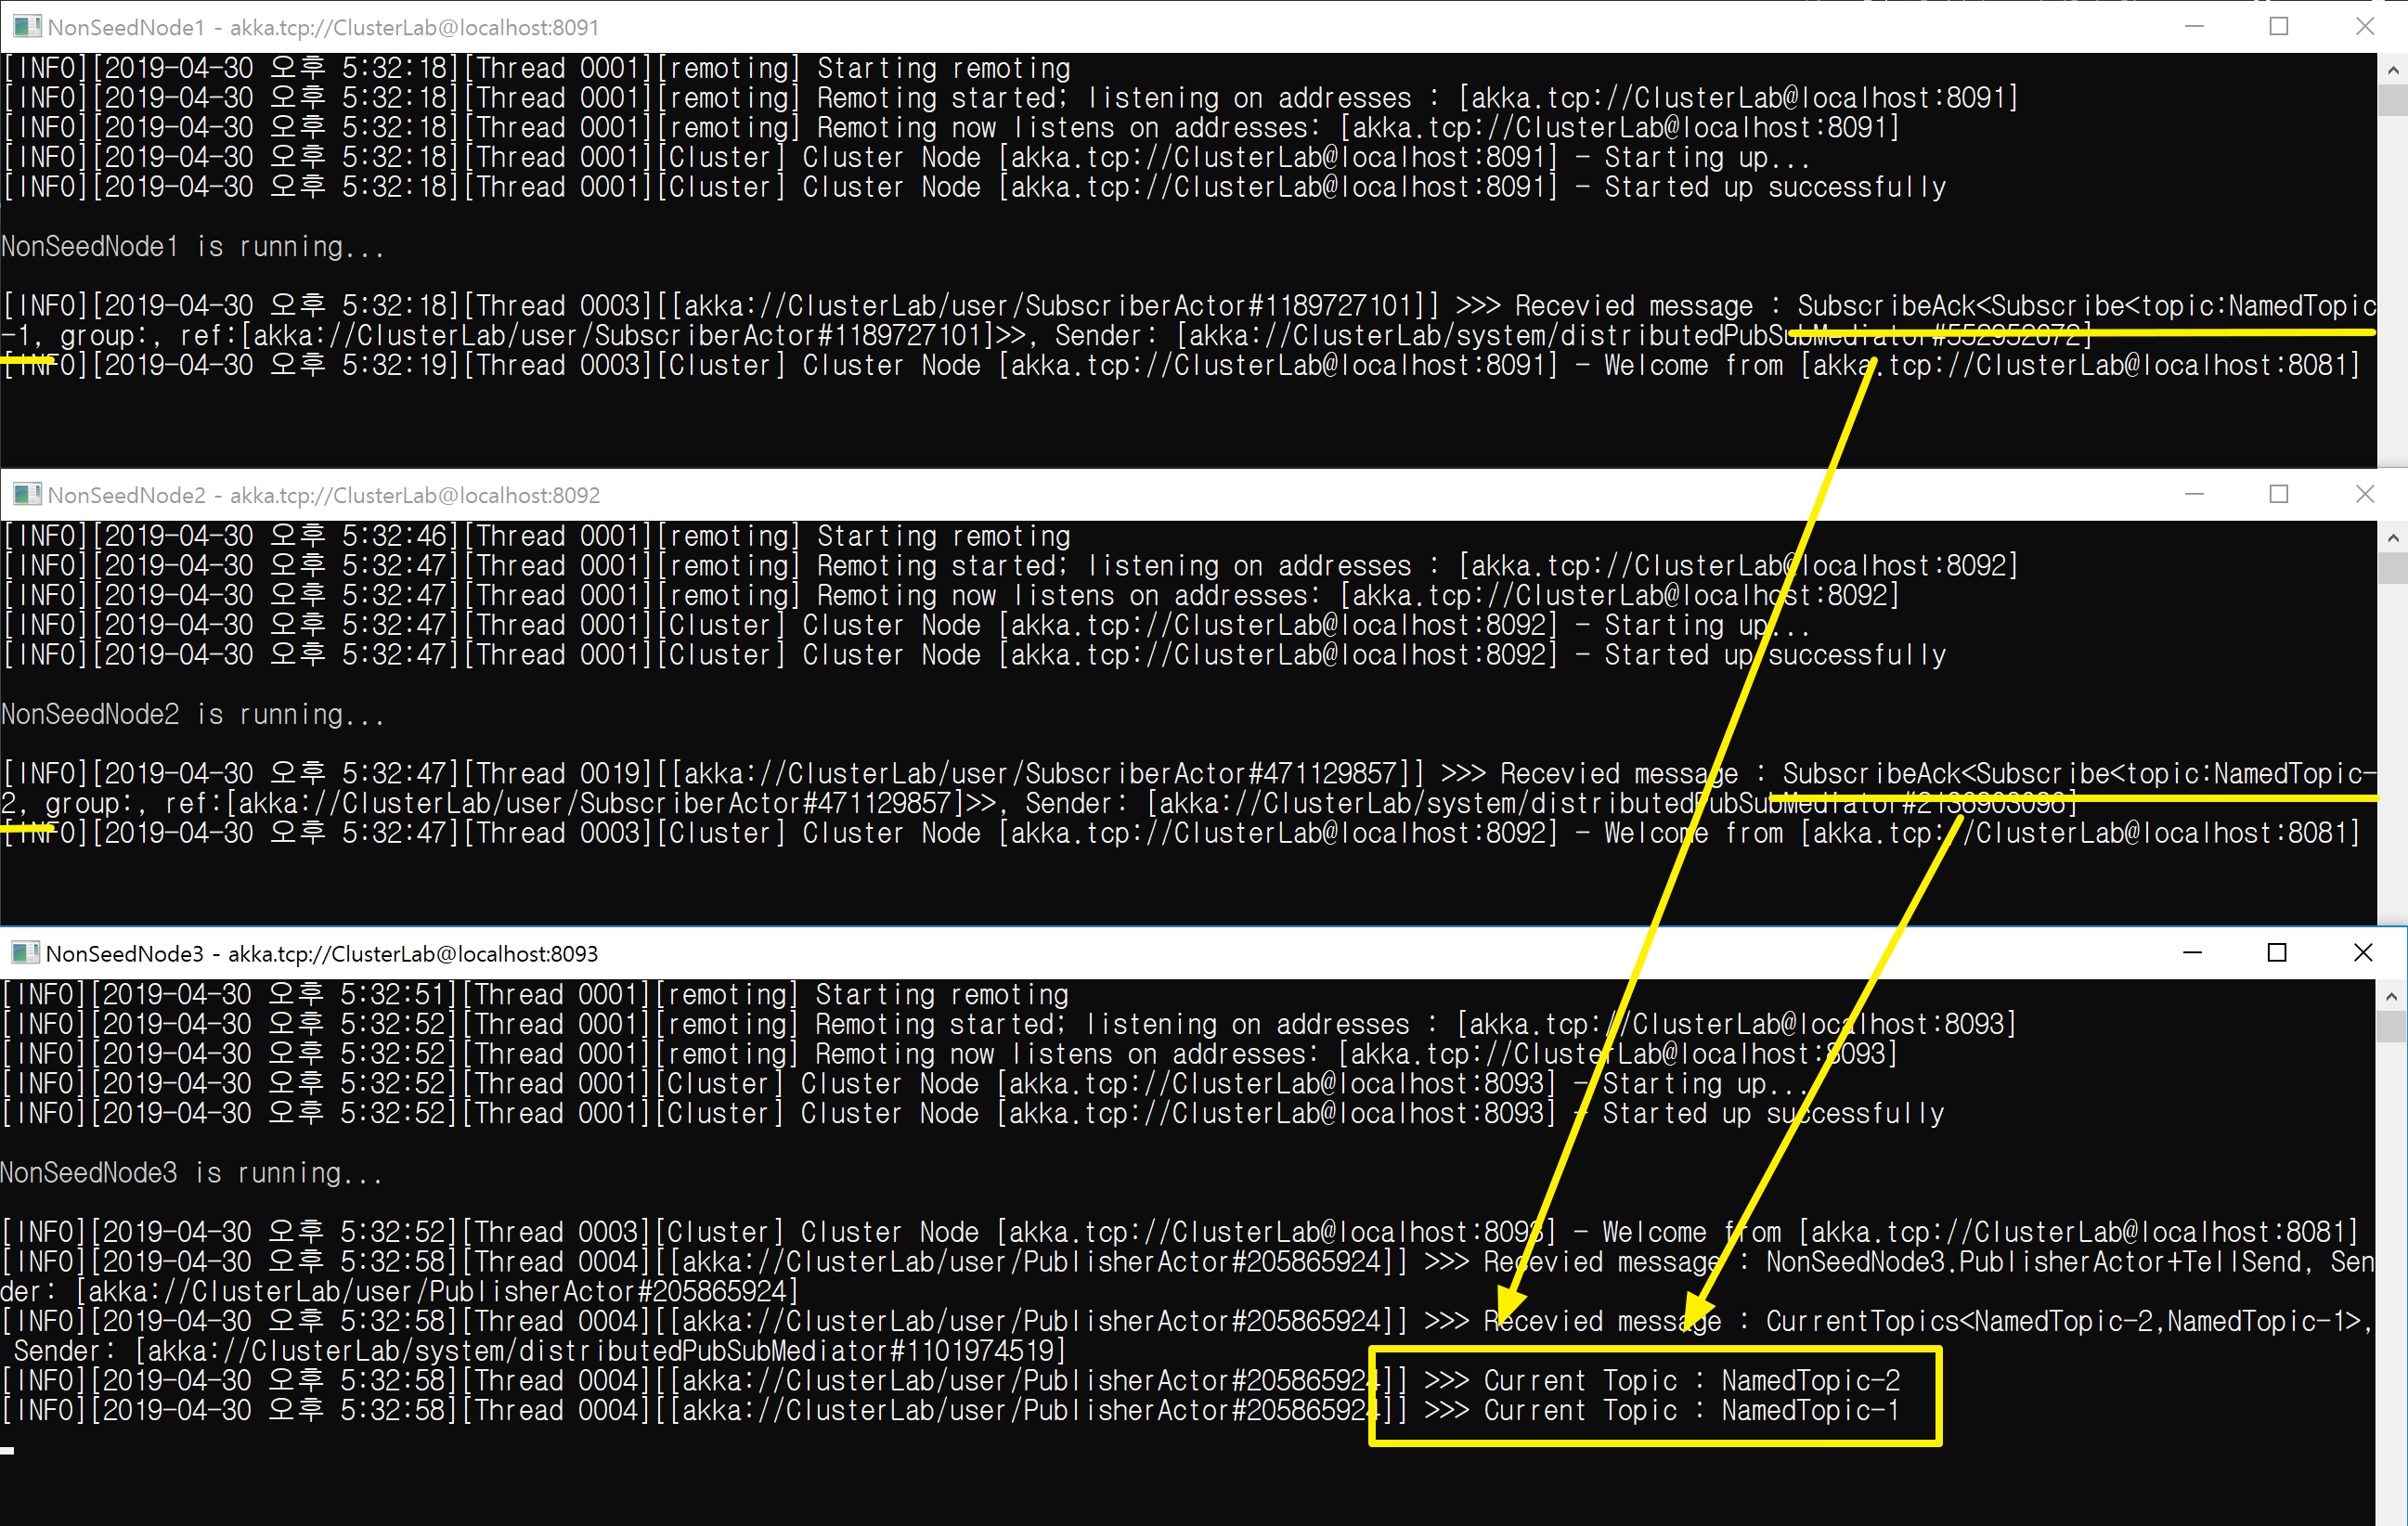 NonSeedNode1 - akka.tcp://ClusterLab@localhost:8091
[INFO][2019-04-30 오후 5:32:18][Thread 0001][remoting] Starting remoting
[INFO][2019-04-30 오후 5:32:18][Thread 0001][remoting] Remoting started; listening on addresses : [akka.tcp://ClusterLab@localhost:8091]
[INFO][2019-04-30 오후 5:32:18][Thread 0001][remoting] Remoting now listens on addresses: [akka.tcp://ClusterLab@localhost:8091]
[INFO][2019-04-30 오후 5:32:18][Thread 0001][Cluster] Cluster Node [akka.tcp://ClusterLab@localhost:8091] - Starting up...
[INFO][2019-04-30 오후 5:32:18][Thread 0001][Cluster] Cluster Node [akka.tcp://ClusterLab@localhost:8091] - Started up successfully
NonSeedNode1 is running...
[INFO][2019-04-30 오후 5:32:18][Thread 0003][[akka://ClusterLab/user/SubscriberActor#1189727101]] >>> Recevied message : SubscribeAck<Subscribe<topic:NamedTopic
-1, group:, ref:[akka://ClusterLab/user/SubscriberActor#1189727101]>>, Sender: [akka://ClusterLab/system/distributedPubSubMediator#552952072]
[INFO][2019-04-30 오후 5:32:19][Thread 0003][Cluster] Cluster Node [akka.tcp://ClusterLab@localhost:8091] - Welcome from [akka.tcp://ClusterLab@localhost:8081]
NonSeedNode2 - akka.tcp://ClusterLab@localhost:8092
[INFO][2019-04-30 오후 5:32:46][Thread 0001][remoting] Starting remoting
[INFO][2019-04-30 오후 5:32:47][Thread 0001][remoting] Remoting started; listening on addresses : [akka.tcp://ClusterLab@localhost:8092]
[INFO][2019-04-30 오후 5:32:47][Thread 0001][remoting] Remoting now listens on addresses: [akka.tcp://ClusterLab@localhost:8092]
[INFO][2019-04-30 오후 5:32:47][Thread 0001][Cluster] Cluster Node [akka.tcp://ClusterLab@localhost:8092] - Starting up...
[INFO][2019-04-30 오후 5:32:47][Thread 0001][Cluster] Cluster Node [akka.tcp://ClusterLab@localhost:8092] - Started up successfully
NonSeedNode2 is running...
[INFO][2019-04-30 오후 5:32:47][Thread 0019][[akka://ClusterLab/user/SubscriberActor#471129857]] >>> Recevied message : SubscribeAck<Subscribe<topic:NamedTopic-
2, group:, ref:[akka://ClusterLab/user/SubscriberActor#471129857]>>, Sender: [akka://ClusterLab/system/distributedPubSubMediator#2136903096]
[INFO][2019-04-30 오후 5:32:47][Thread 0003][Cluster] Cluster Node [akka.tcp://ClusterLab@localhost:8092] - Welcome from [akka.tcp://ClusterLab@localhost:8081]
NonSeedNode3 - akka.tcp://ClusterLab@localhost:8093
[INFO][2019-04-30 오후 5:32:51][Thread 0001][remoting] Starting remoting
[INFO][2019-04-30 오후 5:32:52][Thread 0001][remoting] Remoting started; listening on addresses : [akka.tcp://ClusterLab@localhost:8093]
[INFO][2019-04-30 오후 5:32:52][Thread 0001][remoting] Remoting now listens on addresses: [akka.tcp://ClusterLab@localhost:8093]
[INFO][2019-04-30 오후 5:32:52][Thread 0001][Cluster] Cluster Node [akka.tcp://ClusterLab@localhost:8093] - Starting up...
[INFO][2019-04-30 오후 5:32:52][Thread 0001][Cluster] Cluster Node [akka.tcp://ClusterLab@localhost:8093] - Started up successfully
NonSeedNode3 is running...
[INFO][2019-04-30 오후 5:32:52][Thread 0003][Cluster] Cluster Node [akka.tcp://ClusterLab@localhost:8093] - Welcome from [akka.tcp://ClusterLab@localhost:8081]
[INFO][2019-04-30 오후 5:32:58][Thread 0004][[akka://ClusterLab/user/PublisherActor#205865924]] >>> Recevied message : NonSeedNode3.PublisherActor+TellSend, Sen
der: [akka://ClusterLab/user/PublisherActor#205865924]
[INFO][2019-04-30 오후 5:32:58][Thread 0004][[akka://ClusterLab/user/PublisherActor#205865924]] >>> Recevied message : CurrentTopics<NamedTopic-2,NamedTopic-1>,
Sender: [akka://ClusterLab/system/distributedPubSubMediator#1101974519]
[INFO][2019-04-30 오후 5:32:58][Thread 0004][[akka://ClusterLab/user/PublisherActor#205865924]] >>> Current Topic : NamedTopic-2
[INFO][2019-04-30 오후 5:32:58][Thread 0004][[akka://ClusterLab/user/PublisherActor#205865924]] >>> Current Topic : NamedTopic-1